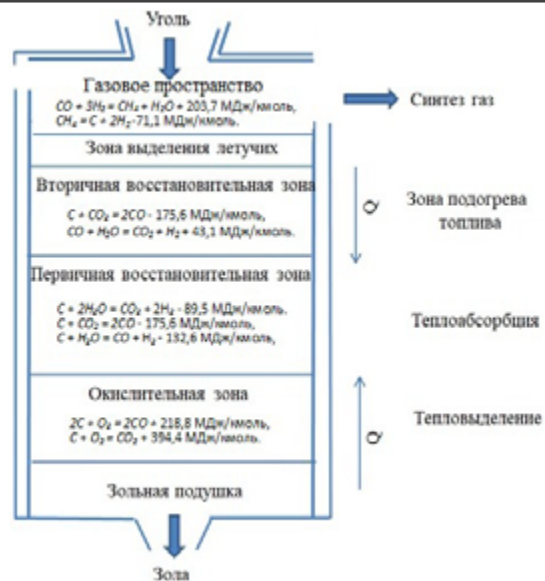 Уголь
Газовое пространство
CO + 3H₂ = CH₄ + H₂O + 203,7 МДж/кмоль,
CH₄ = C + 2H₂ -71,1 МДж/кмоль.
Синтез газ
Зона выделения летучих
Вторичная восстановительная зона
C + CO₂ = 2CO - 175,6 МДж/кмоль,
CO + H₂O = CO₂ + H₂ + 43,1 МДж/кмоль.
Q
Зона подогрева
топлива
Первичная восстановительная зона
C + 2H₂O = CO₂ + 2H₂ - 89,5 МДж/кмоль.
C + CO₂ = 2CO - 175,6 МДж/кмоль,
C + H₂O = CO + H₂ - 132,6 МДж/кмоль,
Теплоабсорбция
Окислительная зона
2C + O₂ = 2CO + 218,8 МДж/кмоль,
C + O₂ = CO₂ + 394,4 МДж/кмоль.
Q
Тепловыделение
Зольная подушка
Зола